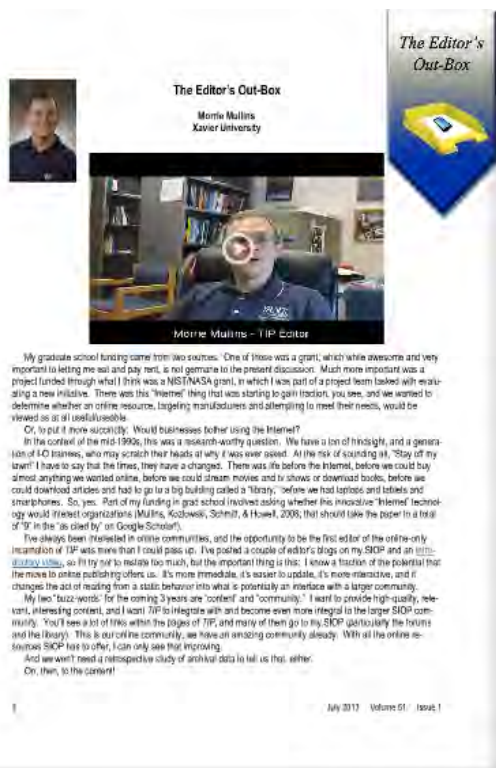 The Editor's
Out-Box
The Editor's Out-Box
Morrie Mullins
Xavier University
Morrie Mullins - TIP Editor
My graduate school funding came from two sources. One of those was a grant, which while awesome and very
important to letting me eat and pay rent, is not germane to the present discussion. Much more important was a
project funded through what I think was a NIST/NASA grant, in which I was part of a project team tasked with evalu-
ating a new initiative. There was this "Internet" thing that was starting to gain traction, you see, and we wanted to
determine whether an online resource, targeting manufacturers and attempting to meet their needs, would be
viewed as at all useful/useable.
Or, to put it more succinctly: Would businesses bother using the Internet?
In the context of the mid-1990s, this was a research-worthy question. We have a ton of hindsight, and a genera-
tion of I-O trainees, who may scratch their heads at why it was ever asked. At the risk of sounding all, "Stay off my
lawn!" I have to say that the times, they have a-changed. There was life before the Internet, before we could buy
almost anything we wanted online, before we could stream movies and tv shows or download books, before we
could download articles and had to go to a big building called a "library," before we had laptops and tablets and
smartphones. So, yes. Part of my funding in grad school involved asking whether this innovative "Internet" technol-
ogy would interest organizations (Mullins, Kozlowski, Schmitt, & Howell, 2008; that should take the paper to a total
of "9" in the "as cited by" on Google Scholar!).
I've always been interested in online communities, and the opportunity to be the first editor of the online-only
incarnation of TIP was more than I could pass up. I've posted a couple of editor's blogs on my.SIOP and an intro-
ductory video, so I'll try not to restate too much, but the important thing is this: I know a fraction of the potential that
the move to online publishing offers us. It's more immediate, it's easier to update, it's more interactive, and it
changes the act of reading from a static behavior into what is potentially an interface with a larger community.
My two "buzz-words" for the coming 3 years are "content" and "community." I want to provide high-quality, rele-
vant, interesting content, and I want TIP to integrate with and become even more integral to the larger SIOP com-
munity. You'll see a lot of links within the pages of TIP, and many of them go to my.SIOP (particularly the forums
and the library). This is our online community, we have an amazing community already. With all the online re-
sources SIOP has to offer, I can only see that improving.
And we won't need a retrospective study of archival data to tell us that, either.
On, then, to the content!
July 2013 Volume 51 Issue 1